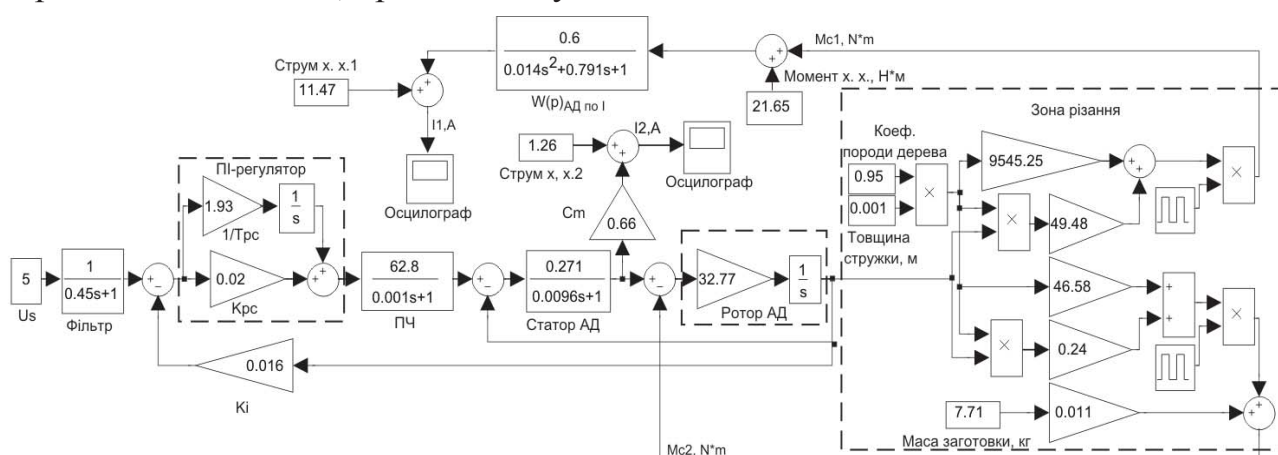 Mc1, N*m
0.6
0.014s²+0.791s+1
W(p)АД по I
Струм х. х.1
11.47
I1,A
Осцилограф
Момент х. х., Н*м
21.65
Зона різання
1.26
Струм х, х.2
I2,A
Осцилограф
Cm
0.66
Коеф.
породи дерева
0.95
0.001
Товщина
стружки, м
9545.25
49.48
46.58
0.24
7.71
Маса заготовки, кг
0.011
ПІ-регулятор
1.93
1/Трс
1
s
0.02
Крс
5
Us
1
0.45s+1
Фільтр
62.8
0.001s+1
ПЧ
0.271
0.0096s+1
Статор АД
32.77
1
s
Ротор АД
0.016
Ki
Mc2, N*m